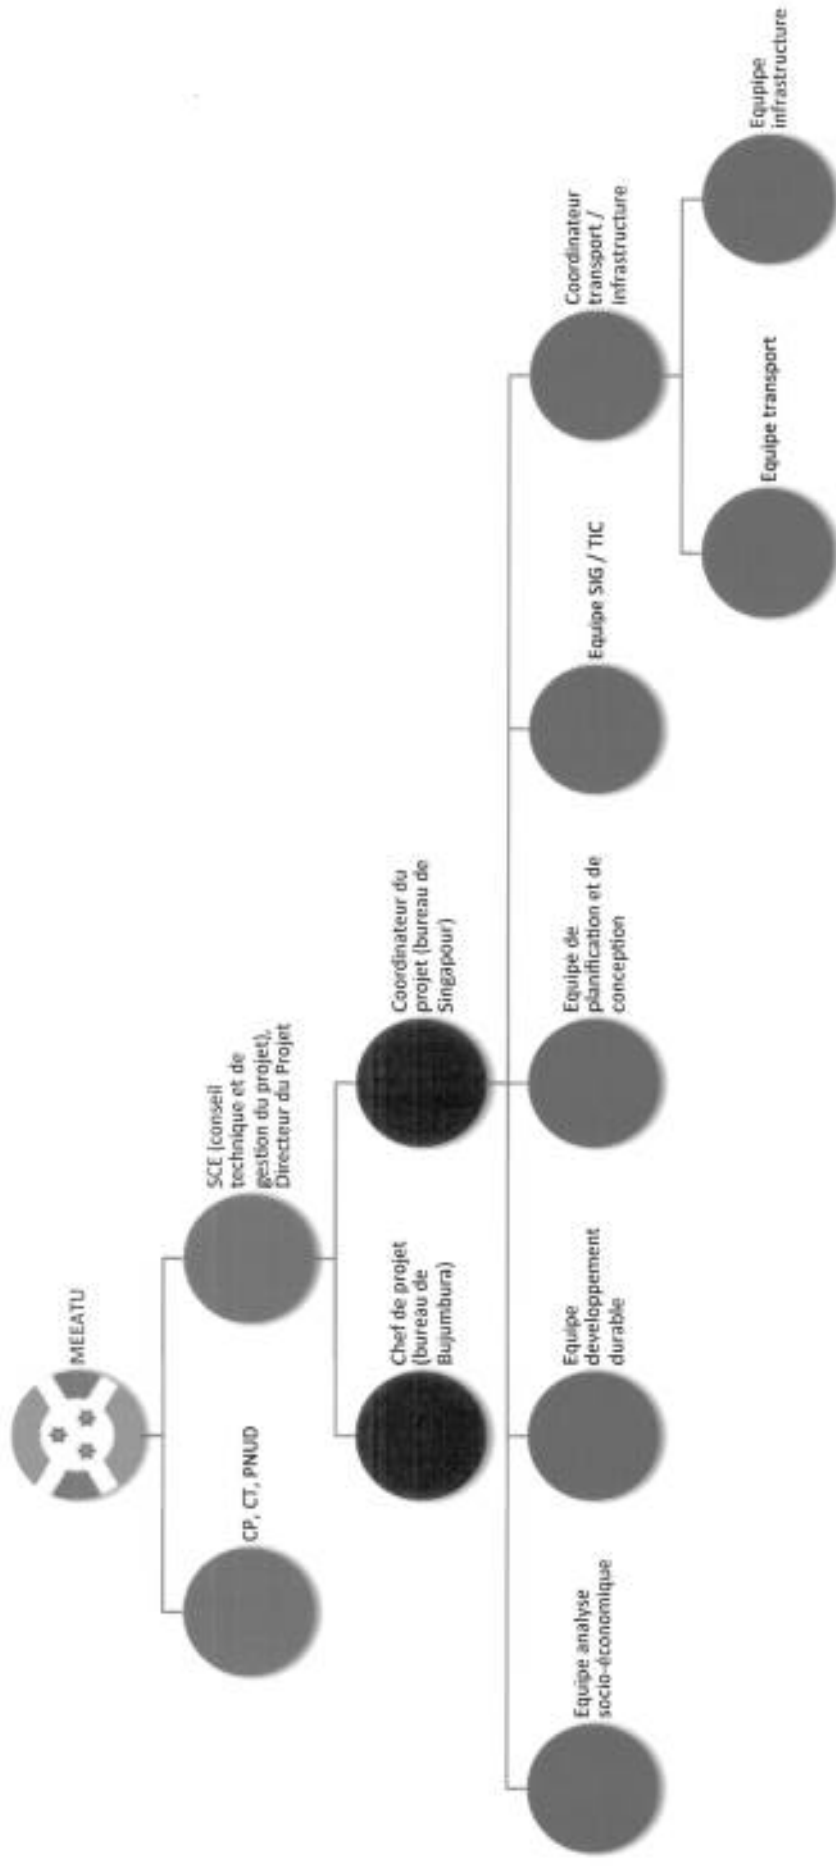 MEEATU
CP, CT, PNUD
SCE (conseil
technique et de
gestion du projet),
Directeur du Projet
Chef de projet
(bureau de
Bujumbura)
Coordinateur du
projet (bureau de
Singapour)
Equipe analyse
socio-économique
Equipe
developpement
durable
Equipe de
planification et de
conception
Equipe SIG / TIC
Coordinateur
transport /
infrastructure
Equipe transport
Equpipe
infrastructure